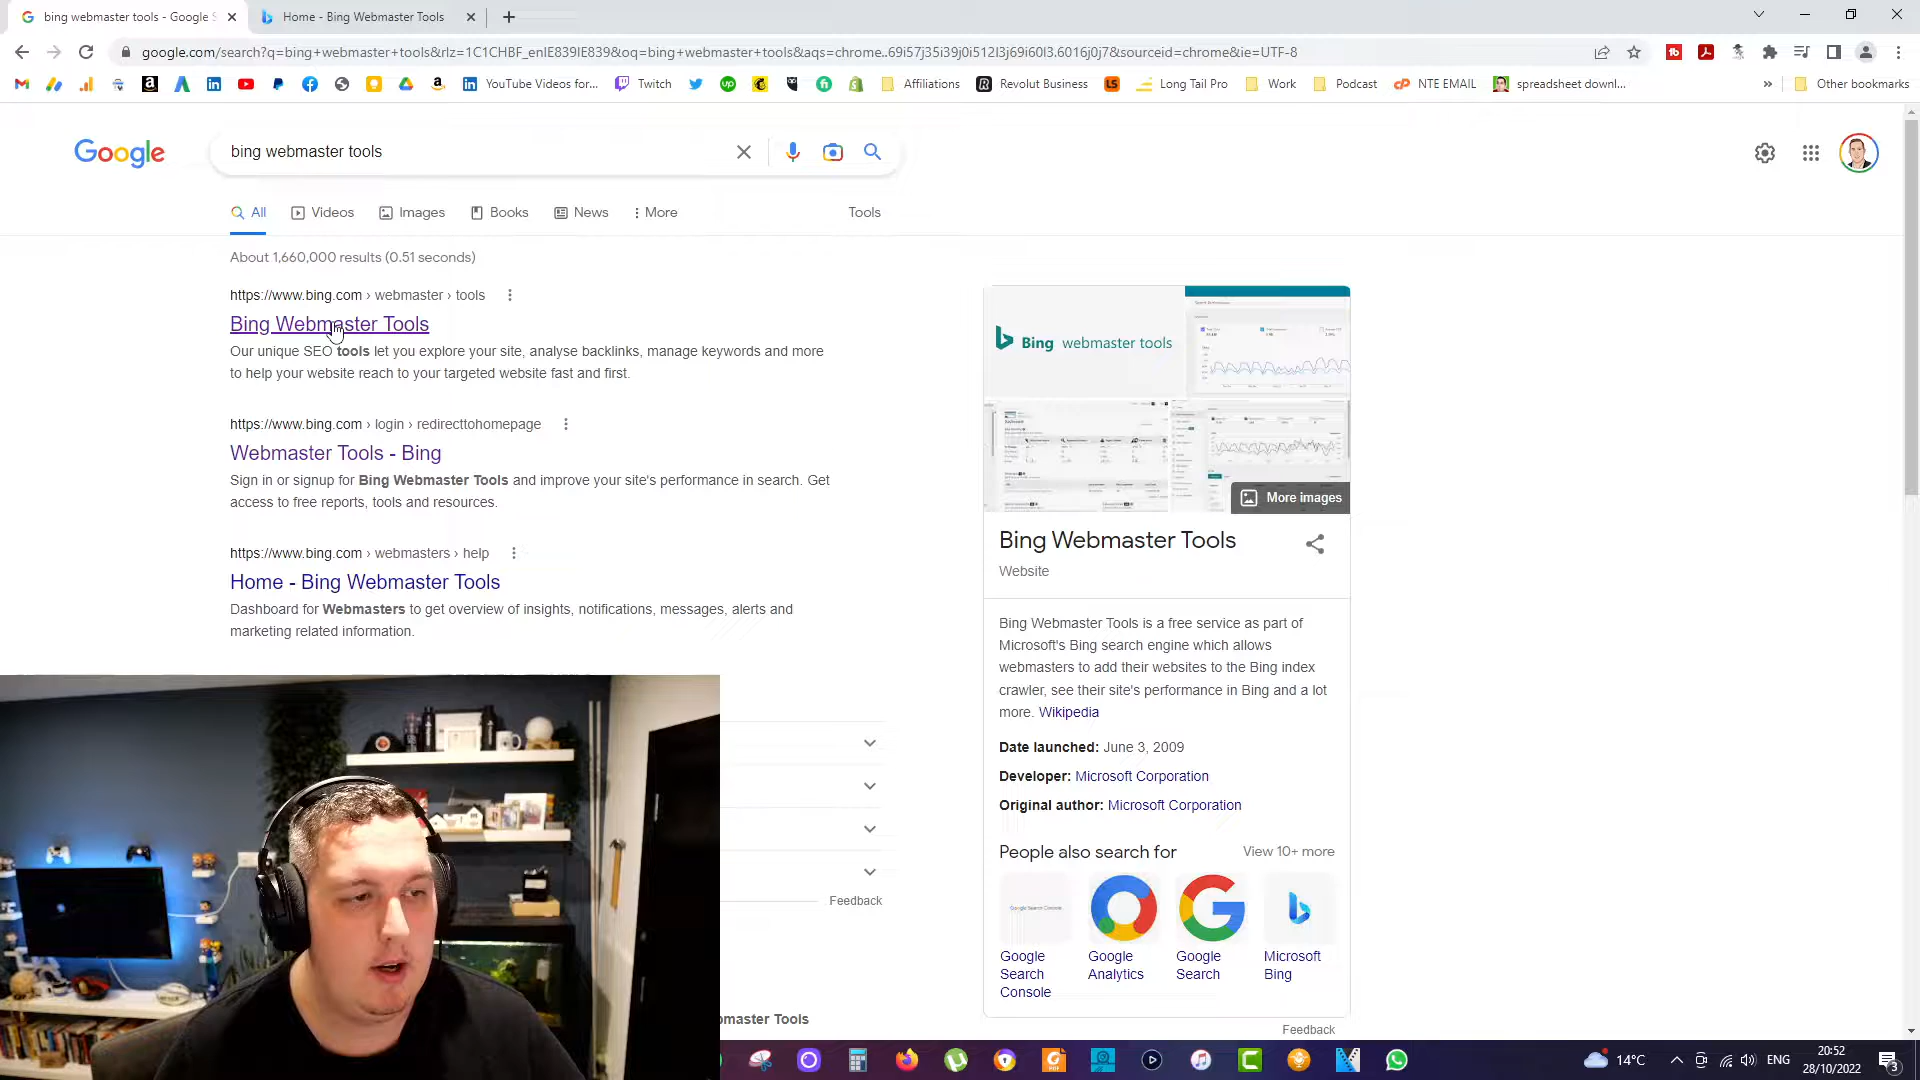 bing webmaster tools - Google S
Home - Bing Webmaster Tools
google.com/search?q=bing+webmaster+tools&rlz=1C1CHBF_enIE839IE839&oq=bing+webmaster+tools&aqs=chrome..69i57j35i39j0i512l3j69i60l3.6016j0j7&sourceid=chrome&ie=UTF-8
YouTube Videos for...
Twitch
Affiliations
Revolut Business
Long Tail Pro
Work
Podcast
NTE EMAIL
spreadsheet downl...
Other bookmarks
Google
bing webmaster tools
All
Videos
Images
Books
News
More
Tools
About 1,660,000 results (0.51 seconds)
https://www.bing.com › webmaster › tools
Bing Webmaster Tools
Our unique SEO tools let you explore your site, analyse backlinks, manage keywords and more
to help your website reach to your targeted website fast and first.
https://www.bing.com › login › redirecttohomepage
Webmaster Tools - Bing
Sign in or signup for Bing Webmaster Tools and improve your site's performance in search. Get
access to free reports, tools and resources.
https://www.bing.com › webmasters › help
Home - Bing Webmaster Tools
Dashboard for Webmasters to get overview of insights, notifications, messages, alerts and
marketing related information.
Feedback
master Tools
Bing webmaster tools
More images
Bing Webmaster Tools
Website
Bing Webmaster Tools is a free service as part of
Microsoft's Bing search engine which allows
webmasters to add their websites to the Bing index
crawler, see their site's performance in Bing and a lot
more. Wikipedia
Date launched: June 3, 2009
Developer: Microsoft Corporation
Original author: Microsoft Corporation
People also search for
View 10+ more
Google Search Console
Google
Search
Console
Google
Analytics
Google
Search
Microsoft
Bing
Feedback
14°C
ENG
20:52
28/10/2022
3